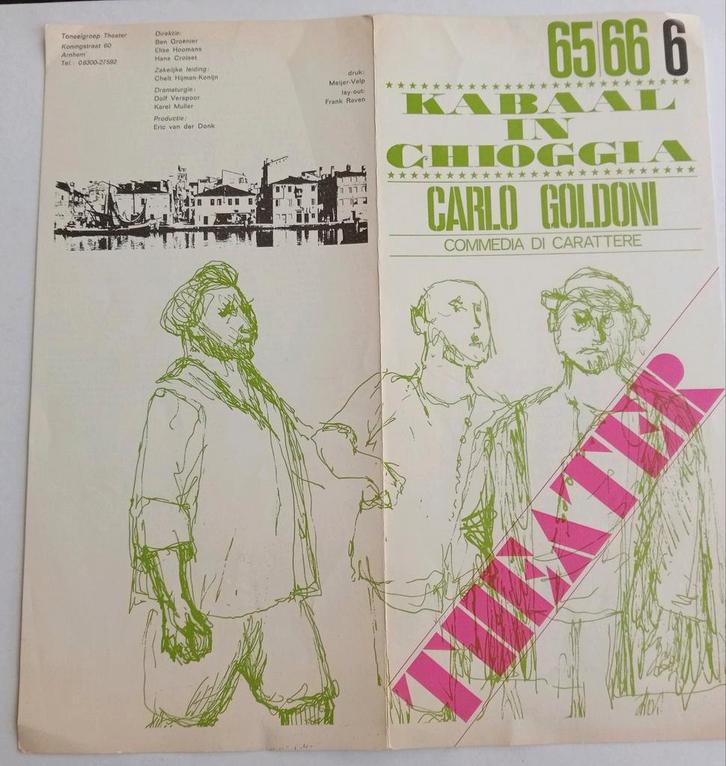 Toneelgroep Theater
Koningstraat 60
Arnhem
Tel.: 08300-27592
Direktie:
Ben Groenier
Elise Hoomans
Hans Croiset
Zakelijke leiding:
Chelt Hijman-Konijn
Dramaturgie:
Dolf Verspoor
Karel Muller
Produktie:
Eric van der Donk
druk:
Meijer-Velp
lay-out:
Frank Raven
65|66 6
KABAAL
IN
CHIOGGIA
CARLO GOLDONI
COMMEDIA DI CARATTERE
THEATER